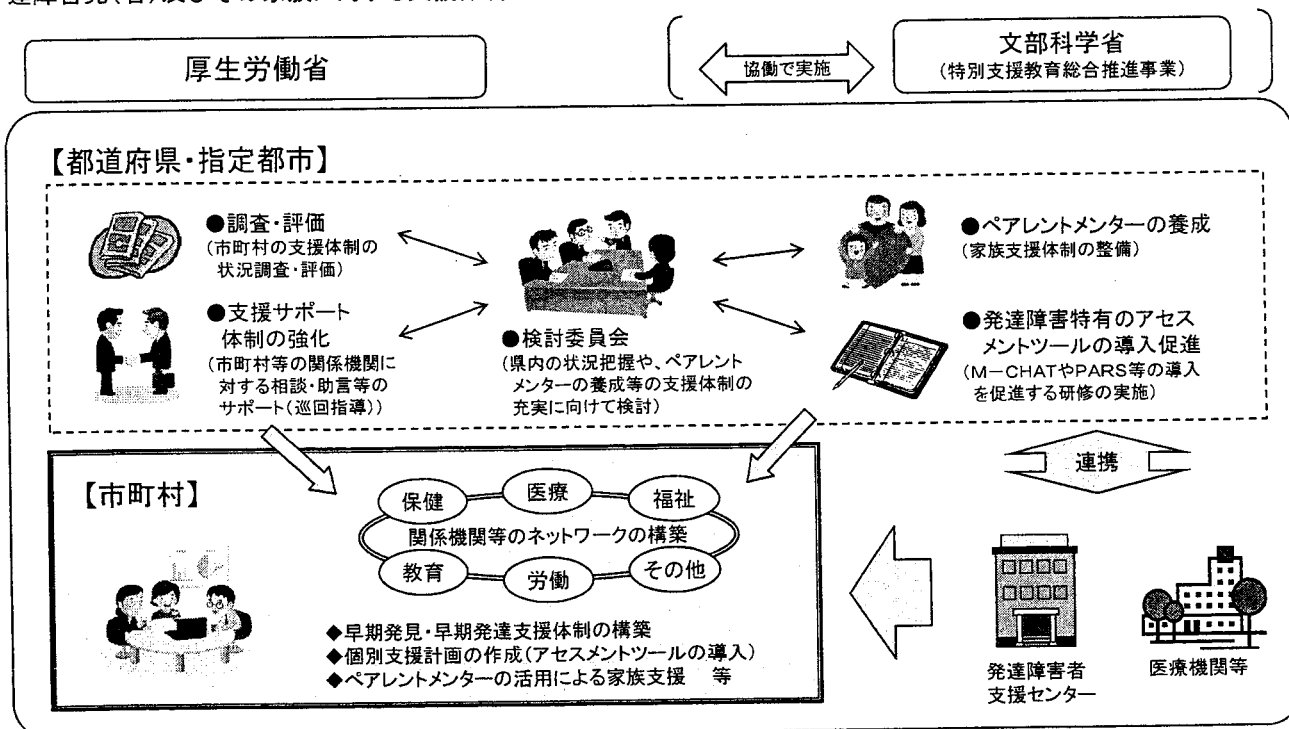 厚生労働省
協働で実施
文部科学省
(特別支援教育総合推進事業)
【都道府県・指定都市】
●調査・評価
(市町村の支援体制の
状況調査・評価)
●支援サポート
体制の強化
(市町村等の関係機関に
対する相談・助言等の
サポート(巡回指導))
●検討委員会
(県内の状況把握や、ペアレント
メンターの養成等の支援体制の
充実に向けて検討)
●ペアレントメンターの養成
(家族支援体制の整備)
●発達障害特有のアセス
メントツールの導入促進
(M-CHATやPARS等の導入
を促進する研修の実施)
連携
【市町村】
保健
医療
福祉
関係機関等のネットワークの構築
教育
労働
その他
◆早期発見・早期発達支援体制の構築
◆個別支援計画の作成(アセスメントツールの導入)
◆ペアレントメンターの活用による家族支援 等
発達障害者
支援センター
医療機関等